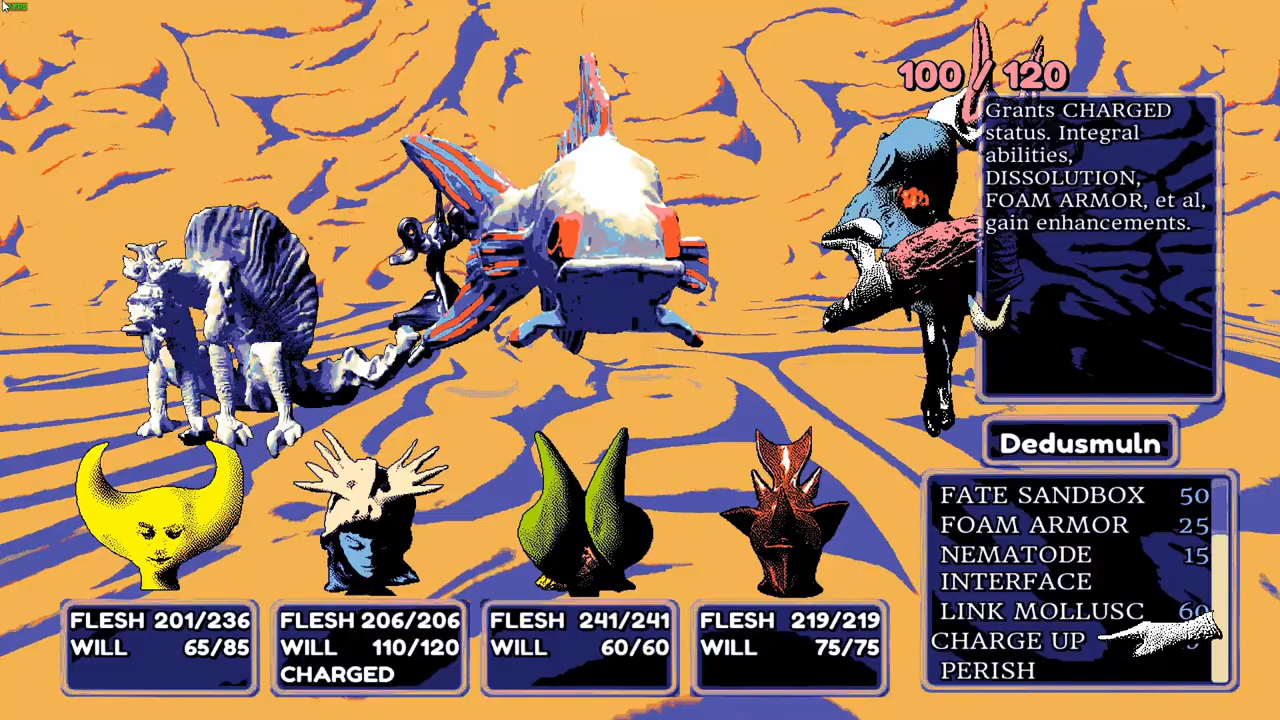 100 / 120
Grants CHARGED
status. Integral
abilities,
DISSOLUTION,
FOAM ARMOR, et al,
gain enhancements.
Dedusmuln
FATE SANDBOX 50
FOAM ARMOR 25
NEMATODE 15
INTERFACE
LINK MOLLUSC 60
CHARGE UP
PERISH
FLESH 201/236
WILL 65/85
FLESH 206/206
WILL 110/120
CHARGED
FLESH 241/241
WILL 60/60
FLESH 219/219
WILL 75/75